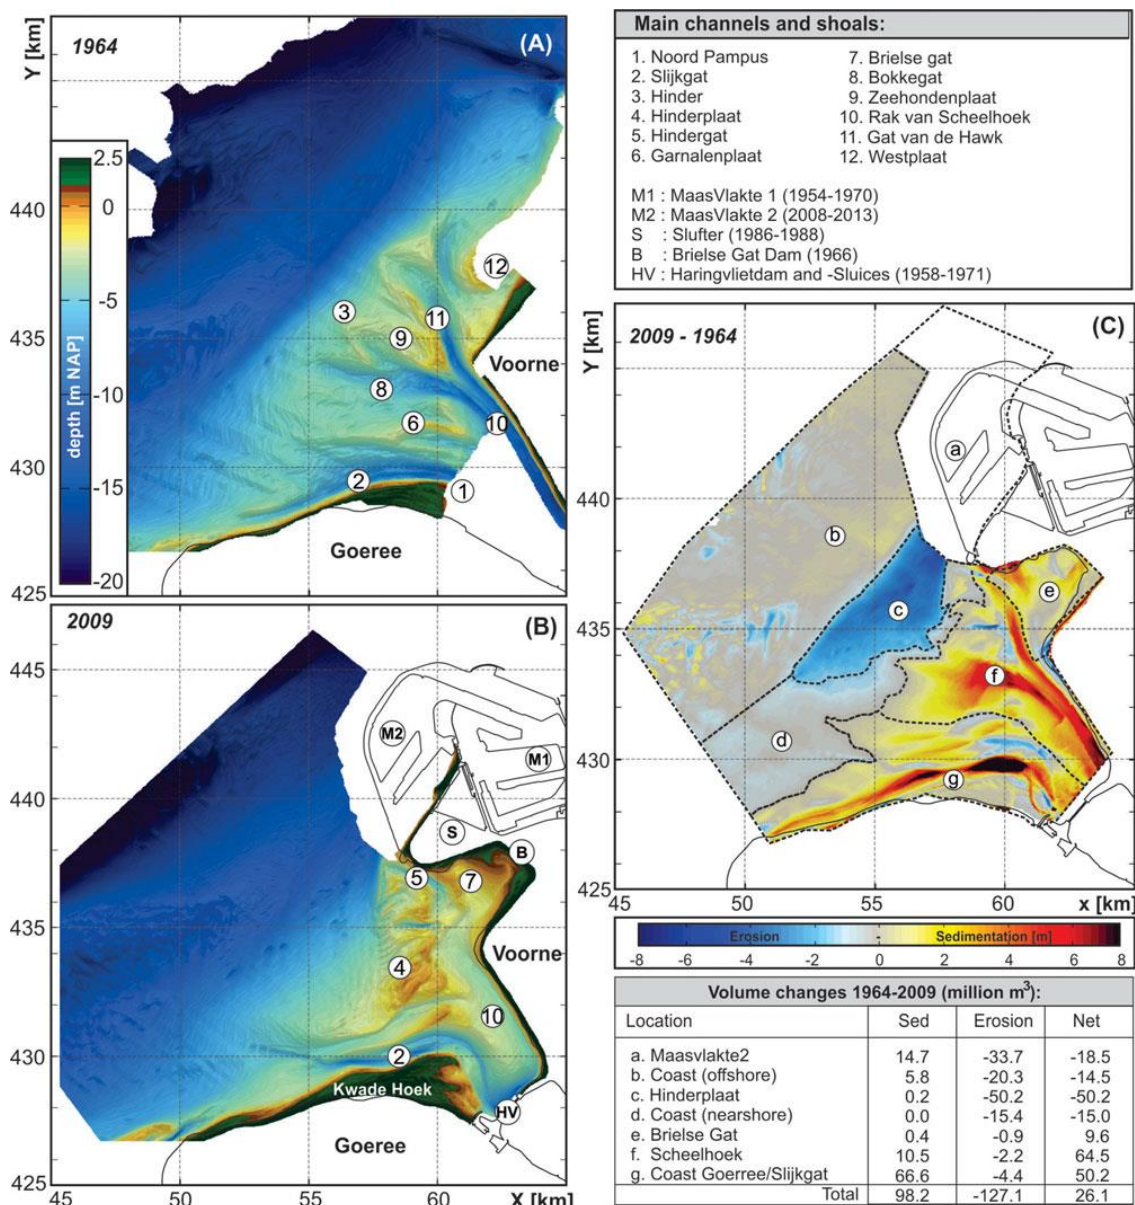 1964
(A)
Y [km]
2.5
0
-5
-10
-15
-20
depth [m NAP]
440
435
430
425
50
55
60
1
2
3
6
8
9
10
11
12
Voorne
Goeree
2009
(B)
445
440
435
430
425
45
50
55
60
X [km]
M2
M1
S
B
5
7
4
10
2
HV
Voorne
Kwade Hoek
Goeree
Main channels and shoals:
1. Noord Pampus
2. Slijkgat
3. Hinder
4. Hinderplaat
5. Hindergat
6. Garnalenplaat
7. Brielse gat
8. Bokkegat
9. Zeehondenplaat
10. Rak van Scheelhoek
11. Gat van de Hawk
12. Westplaat
M1 : MaasVlakte 1 (1954-1970)
M2 : MaasVlakte 2 (2008-2013)
S : Slufter (1986-1988)
B : Brielse Gat Dam (1966)
HV : Haringvlietdam and -Sluices (1958-1971)
2009 - 1964
(C)
Y [km]
440
435
430
425
50
55
60
x [km]
a
b
c
d
e
f
g
Erosion - Sedimentation [m]
-8 -6 -4 -2 0 2 4 6 8
Volume changes 1964-2009 (million m³):
Location Sed Erosion Net
a. Maasvlakte2 14.7 -33.7 -18.5
b. Coast (offshore) 5.8 -20.3 -14.5
c. Hinderplaat 0.2 -50.2 -50.2
d. Coast (nearshore) 0.0 -15.4 -15.0
e. Brielse Gat 0.4 -0.9 9.6
f. Scheelhoek 10.5 -2.2 64.5
g. Coast Goerree/Slijkgat 66.6 -4.4 50.2
Total 98.2 -127.1 26.1